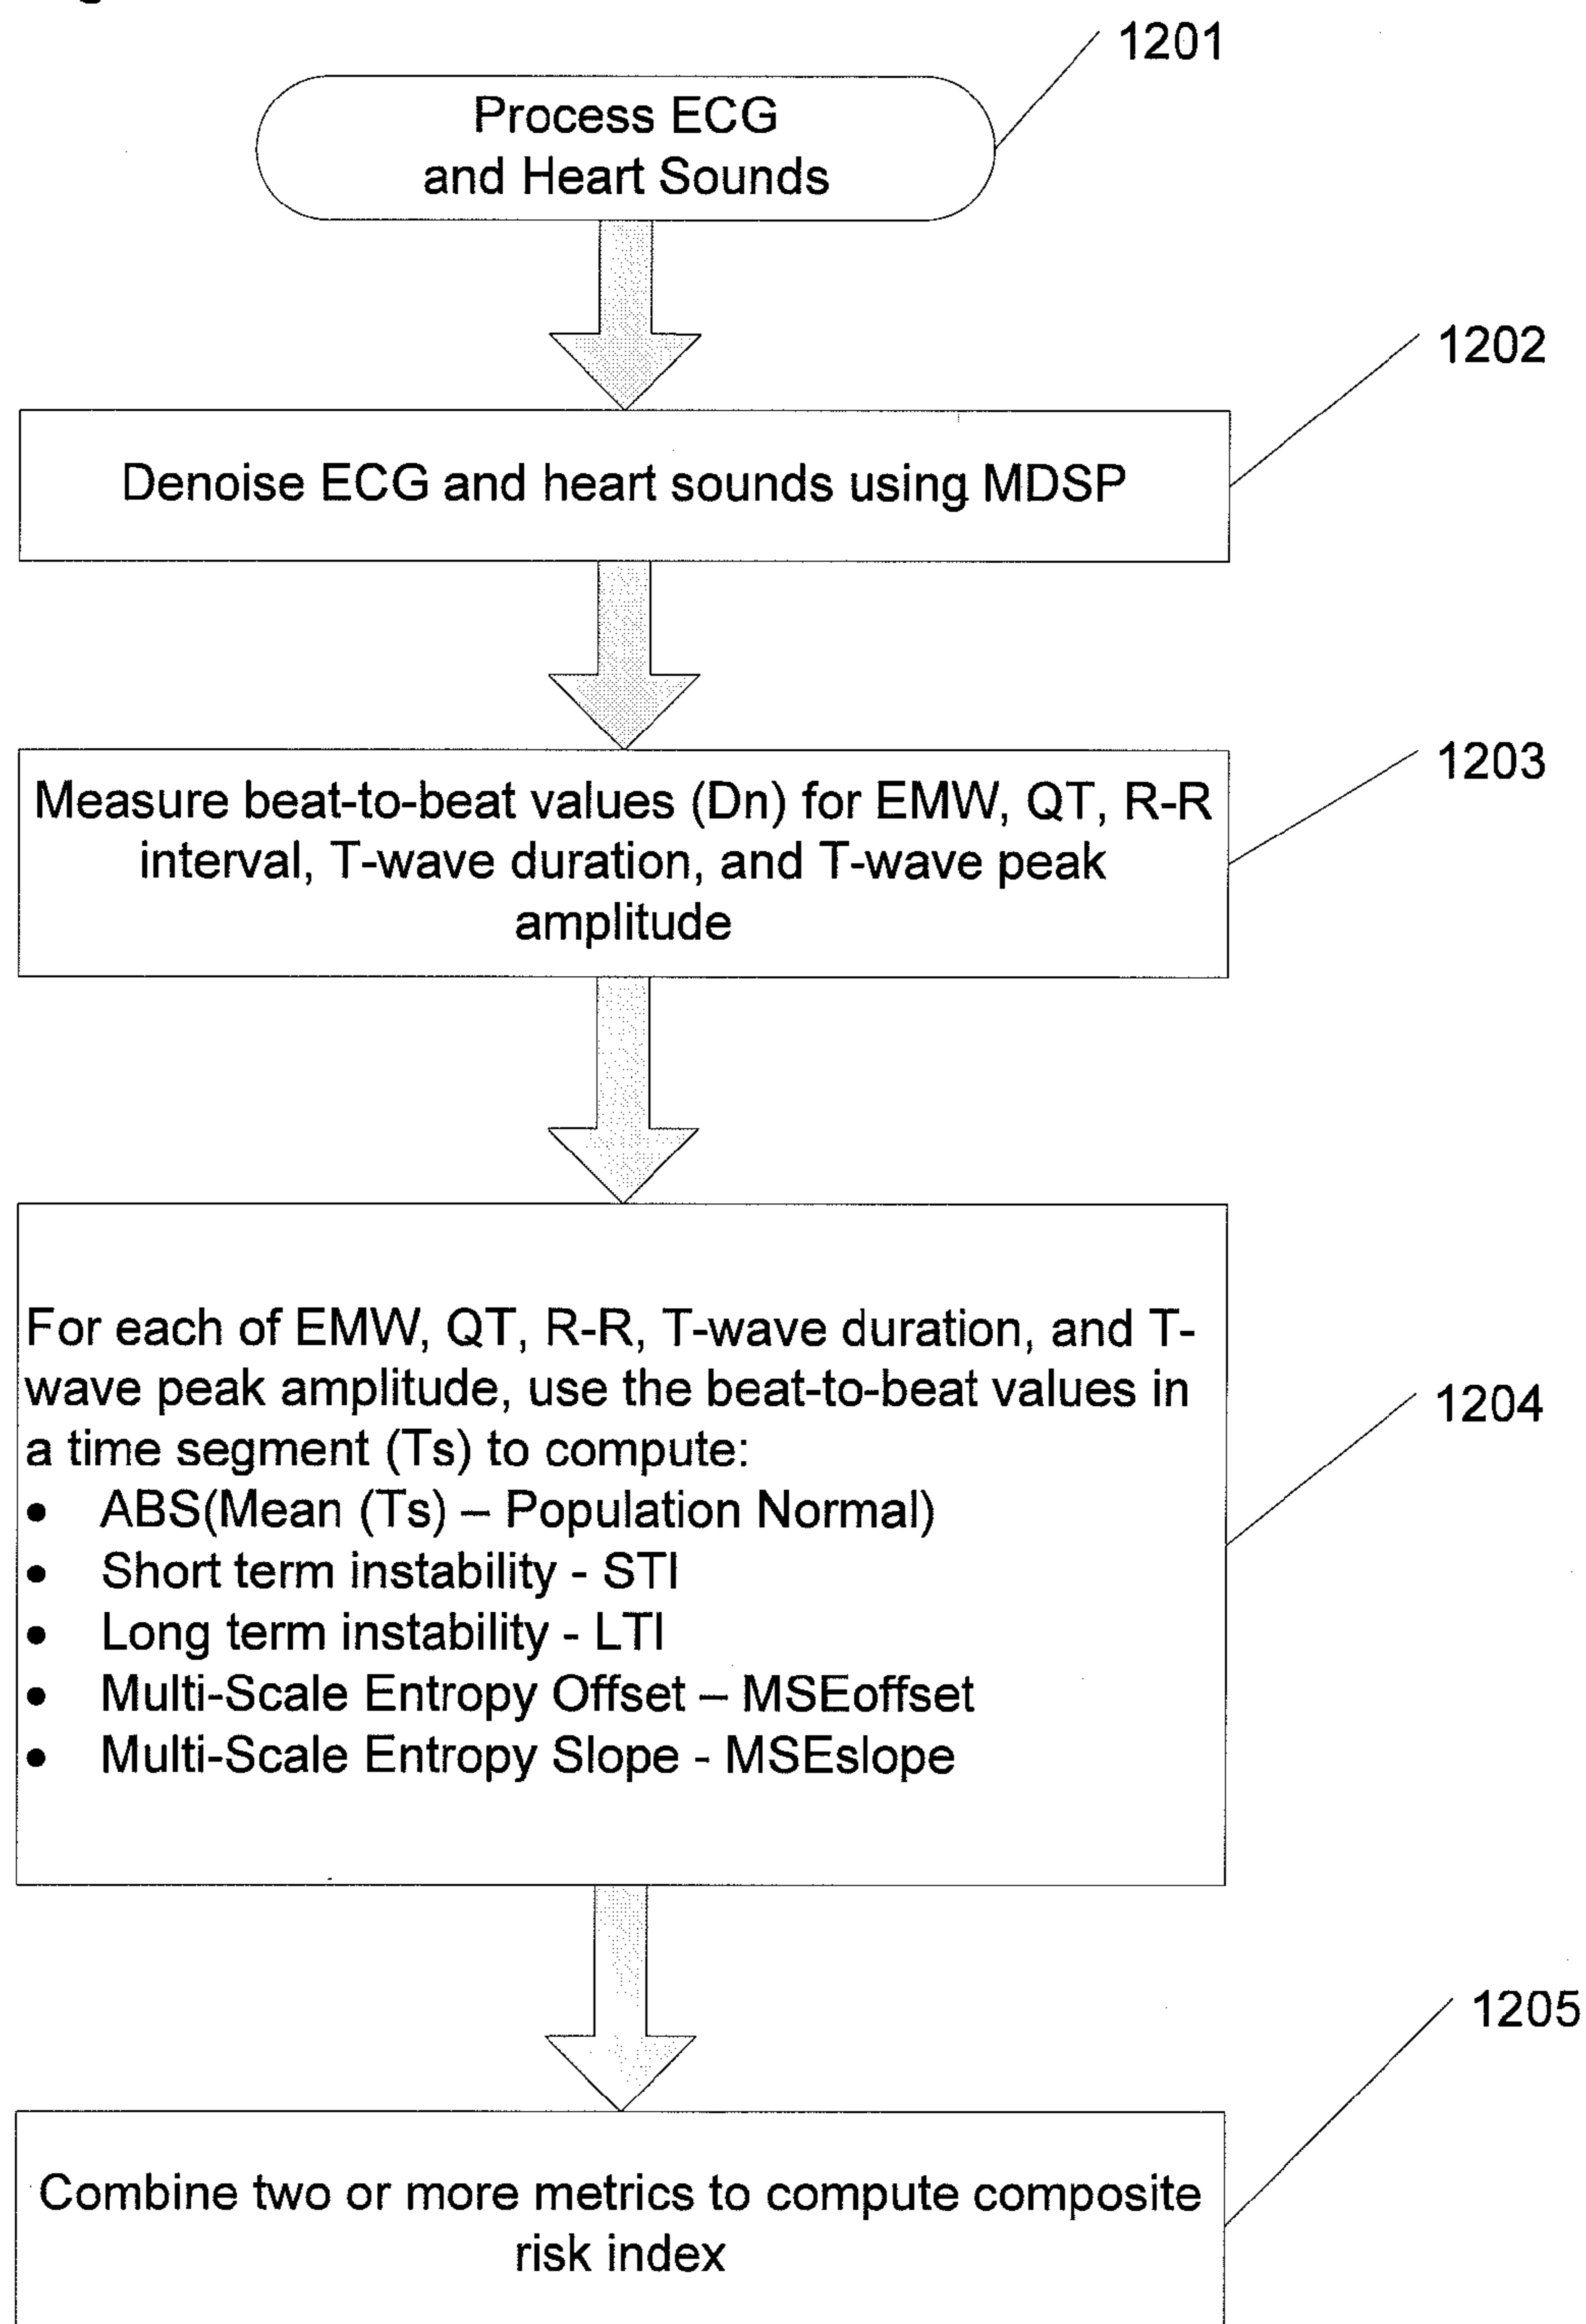 1201
Process ECG
and Heart Sounds
1202
Denoise ECG and heart sounds using MDSP
1203
Measure beat-to-beat values (Dn) for EMW, QT, R-R
interval, T-wave duration, and T-wave peak
amplitude
For each of EMW, QT, R-R, T-wave duration, and T-
wave peak amplitude, use the beat-to-beat values in
a time segment (Ts) to compute:
1204
• ABS(Mean (Ts) – Population Normal)
• Short term instability - STI
• Long term instability - LTI
• Multi-Scale Entropy Offset – MSEoffset
• Multi-Scale Entropy Slope - MSEslope
1205
Combine two or more metrics to compute composite
risk index